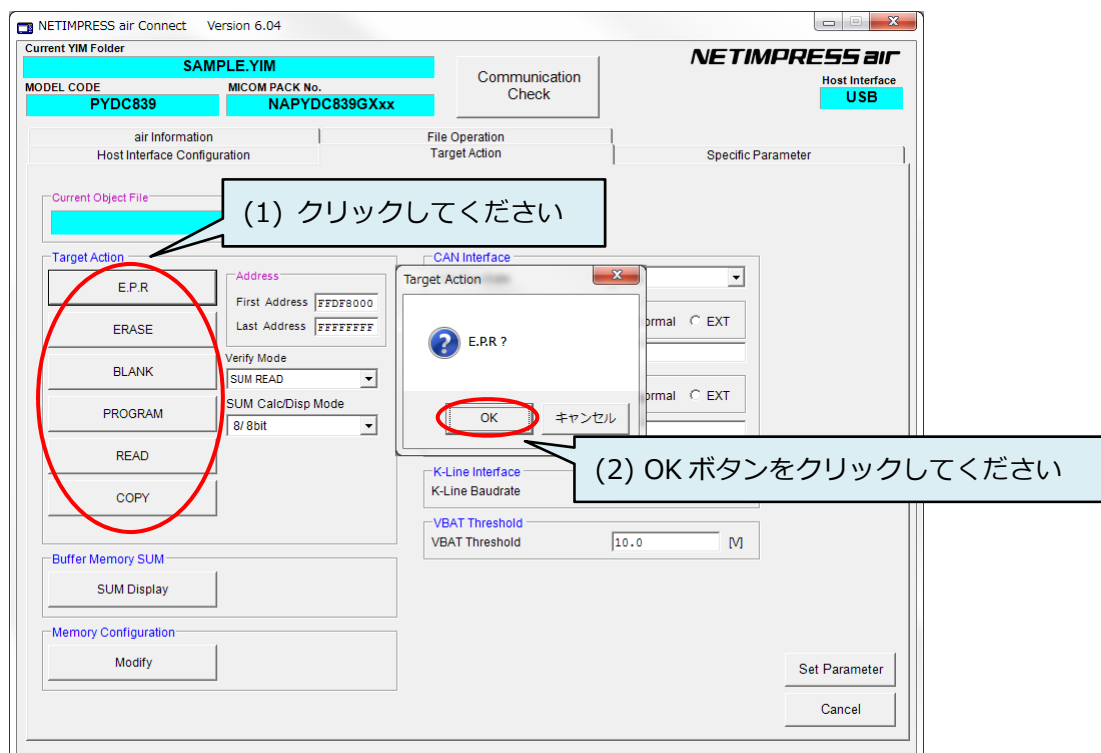 NETIMPRESS air Connect Version 6.04
Current YIM Folder
SAMPLE.YIM
MODEL CODE
MICOM PACK No.
PYDC839
NAPYDC839GXxx
Communication
Check
NETIMPRESS air
Host Interface
USB
air Information
File Operation
Host Interface Configuration
Target Action
Specific Parameter
Current Object File
(1) クリックしてください
Target Action
E.P.R
ERASE
BLANK
PROGRAM
READ
COPY
Address
First Address FFDF8000
Last Address FFFFFFFF
Verify Mode
SUM READ
SUM Calc/Disp Mode
8/ 8bit
CAN Interface
Target Action
E.P.R ?
OK
キャンセル
ormal EXT
ormal EXT
(2) OK ボタンをクリックしてください
K-Line Interface
K-Line Baudrate
VBAT Threshold
VBAT Threshold 10.0 [V]
Buffer Memory SUM
SUM Display
Memory Configuration
Modify
Set Parameter
Cancel